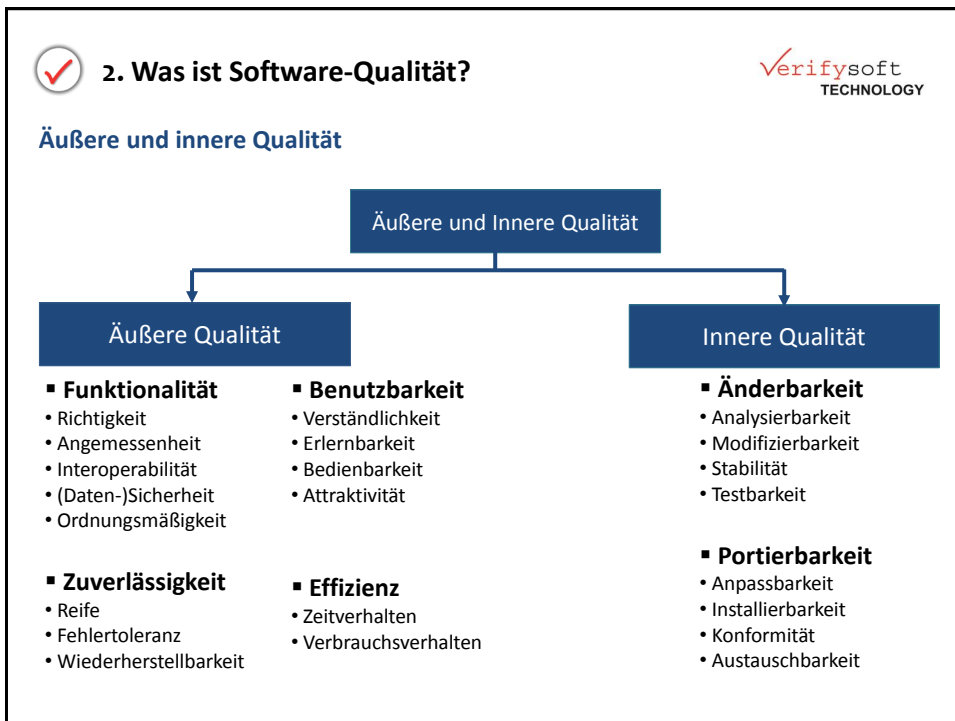 2. Was ist Software-Qualität?
Verifysoft
TECHNOLOGY
Äußere und innere Qualität
Äußere und Innere Qualität
Äußere Qualität
▪ Funktionalität
• Richtigkeit
• Angemessenheit
• Interoperabilität
• (Daten-)Sicherheit
• Ordnungsmäßigkeit
▪ Zuverlässigkeit
• Reife
• Fehlertoleranz
• Wiederherstellbarkeit
▪ Benutzbarkeit
• Verständlichkeit
• Erlernbarkeit
• Bedienbarkeit
• Attraktivität
▪ Effizienz
• Zeitverhalten
• Verbrauchsverhalten
Innere Qualität
▪ Änderbarkeit
• Analysierbarkeit
• Modifizierbarkeit
• Stabilität
• Testbarkeit
▪ Portierbarkeit
• Anpassbarkeit
• Installierbarkeit
• Konformität
• Austauschbarkeit